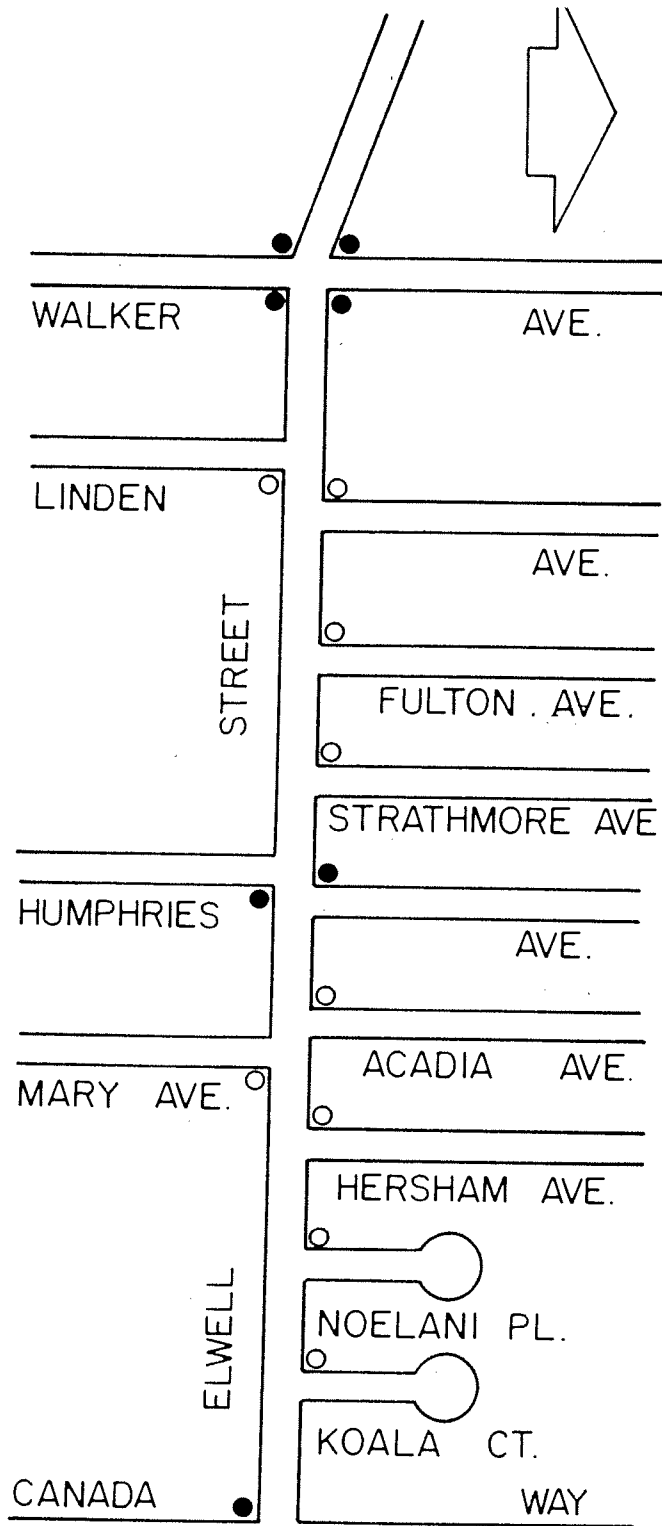 WALKER AVE.
LINDEN AVE.
STREET
FULTON . AVE.
STRATHMORE AVE
HUMPHRIES AVE.
MARY AVE. ACADIA AVE.
HERSHAM AVE.
ELWELL
NOELANI PL.
KOALA CT.
CANADA WAY